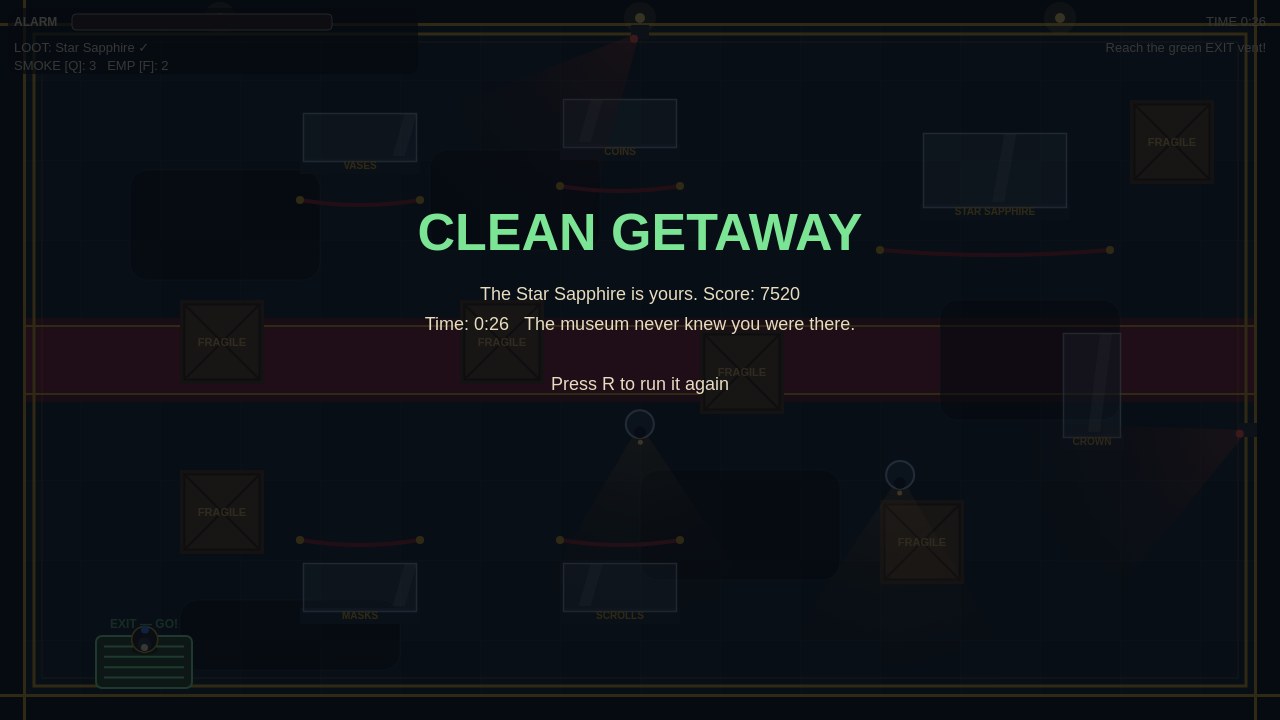 ALARM
TIME 0:26
LOOT: Star Sapphire ✓
Reach the green EXIT vent!
SMOKE [Q]: 3 EMP [F]: 2
FRAGILE
COINS
VASES
STAR SAPPHIRE
CLEAN GETAWAY
The Star Sapphire is yours. Score: 7520
Time: 0:26 The museum never knew you were there.
FRAGILE
FRAGILE
FRAGILE
Press R to run it again
CROWN
FRAGILE
FRAGILE
MASKS
SCROLLS
EXIT — GO!